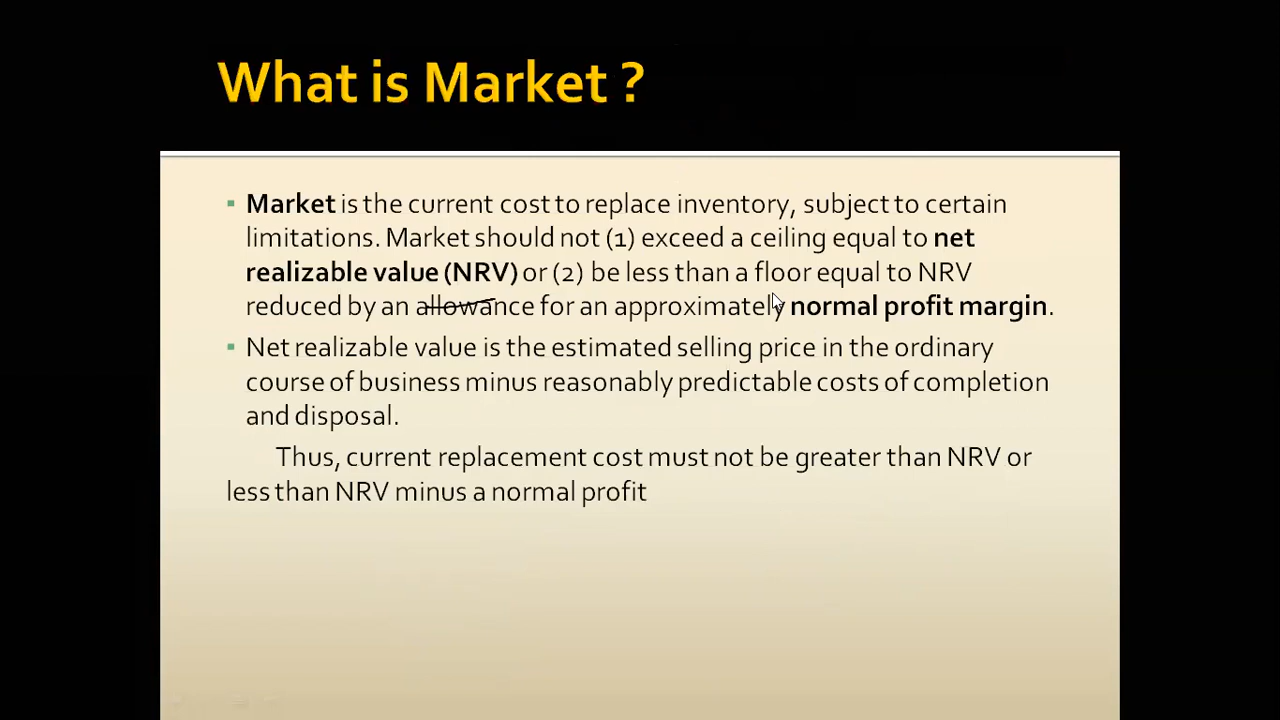 What is Market ?
Market is the current cost to replace inventory, subject to certain
limitations. Market should not (1) exceed a ceiling equal to net
realizable value (NRV) or (2) be less than a floor equal to NRV
reduced by an allowance for an approximately normal profit margin.
Net realizable value is the estimated selling price in the ordinary
course of business minus reasonably predictable costs of completion
and disposal.
Thus, current replacement cost must not be greater than NRV or
less than NRV minus a normal profit